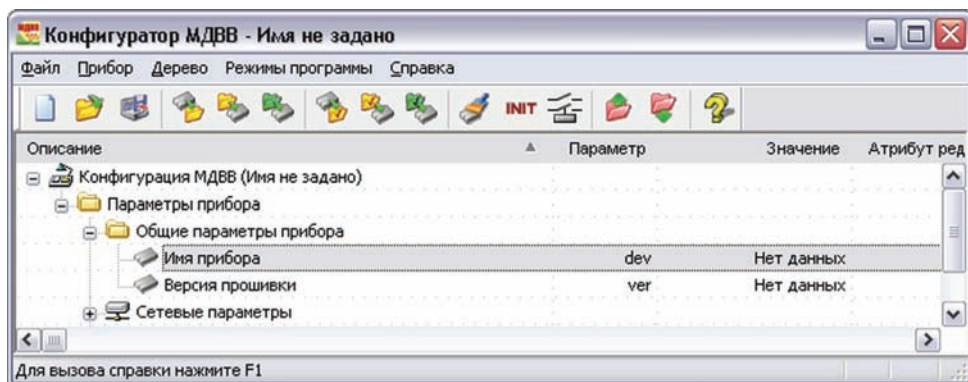 Конфигуратор МДВВ - Имя не задано
Файл Прибор Дерево Режимы программы Справка
INIT
Описание Параметр Значение Атрибут ред
Конфигурация МДВВ (Имя не задано)
Параметры прибора
Общие параметры прибора
Имя прибора dev Нет данных
Версия прошивки ver Нет данных
Сетевые параметры
Для вызова справки нажмите F1